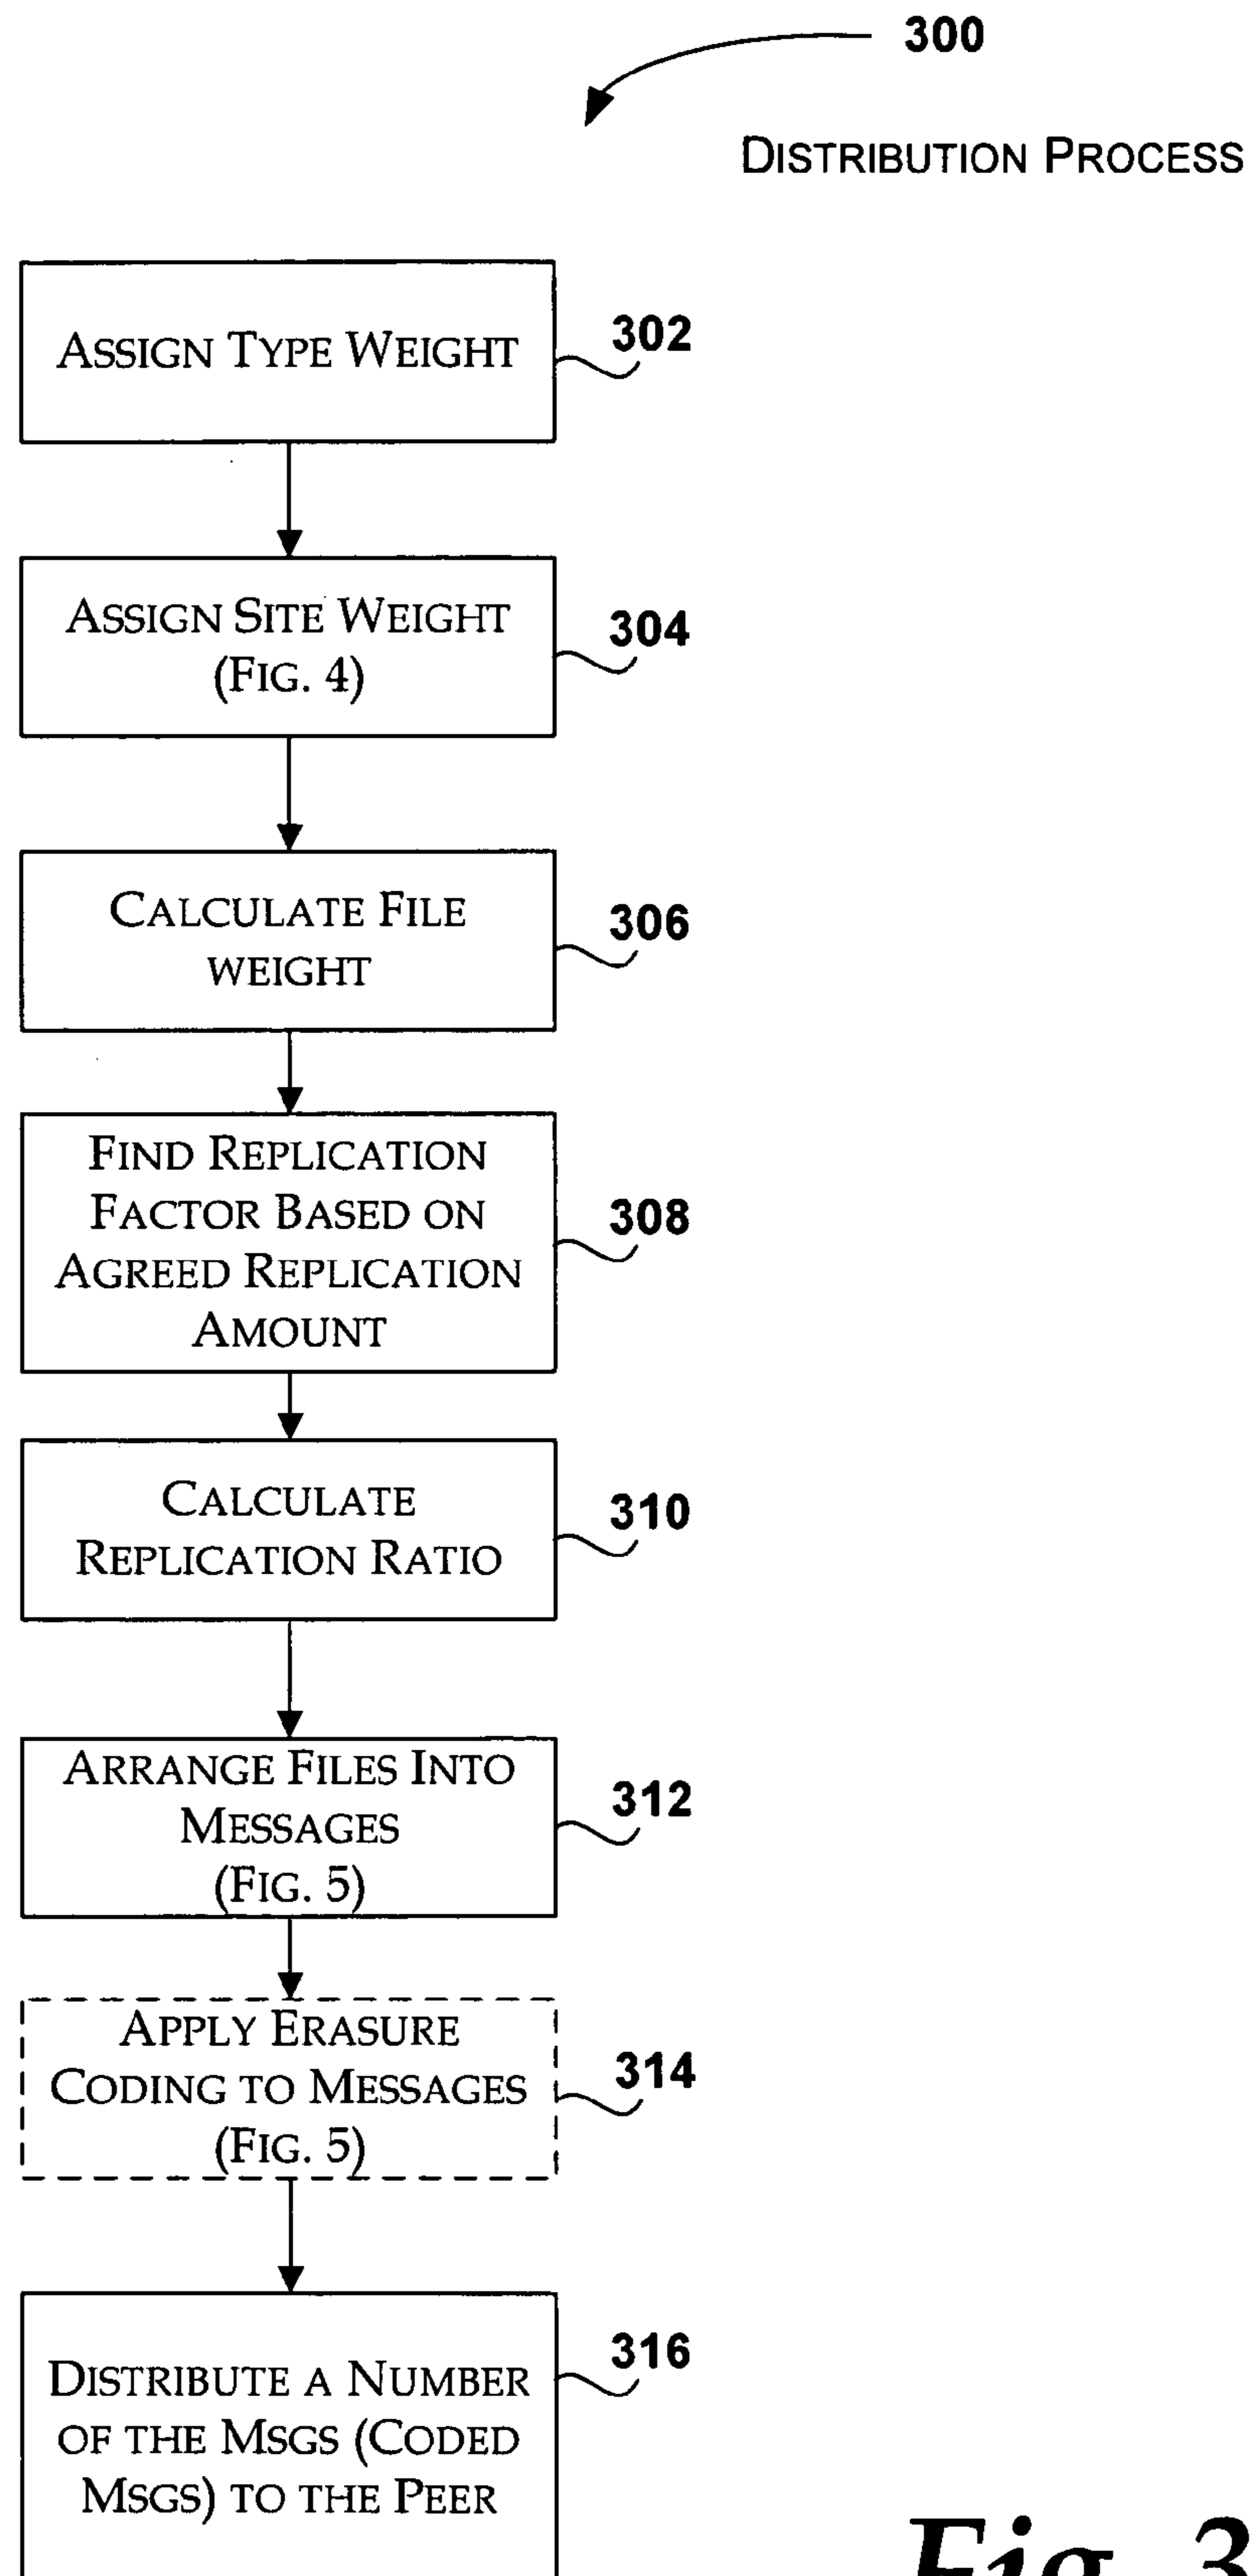 300
DISTRIBUTION PROCESS
ASSIGN TYPE WEIGHT
302
ASSIGN SITE WEIGHT
(FIG. 4)
304
CALCULATE FILE
WEIGHT
306
FIND REPLICATION
FACTOR BASED ON
AGREED REPLICATION
AMOUNT
308
CALCULATE
REPLICATION RATIO
310
ARRANGE FILES INTO
MESSAGES
(FIG. 5)
312
APPLY ERASURE
CODING TO MESSAGES
(FIG. 5)
314
DISTRIBUTE A NUMBER
OF THE MSGS (CODED
MSGS) TO THE PEER
316
Fig. 3